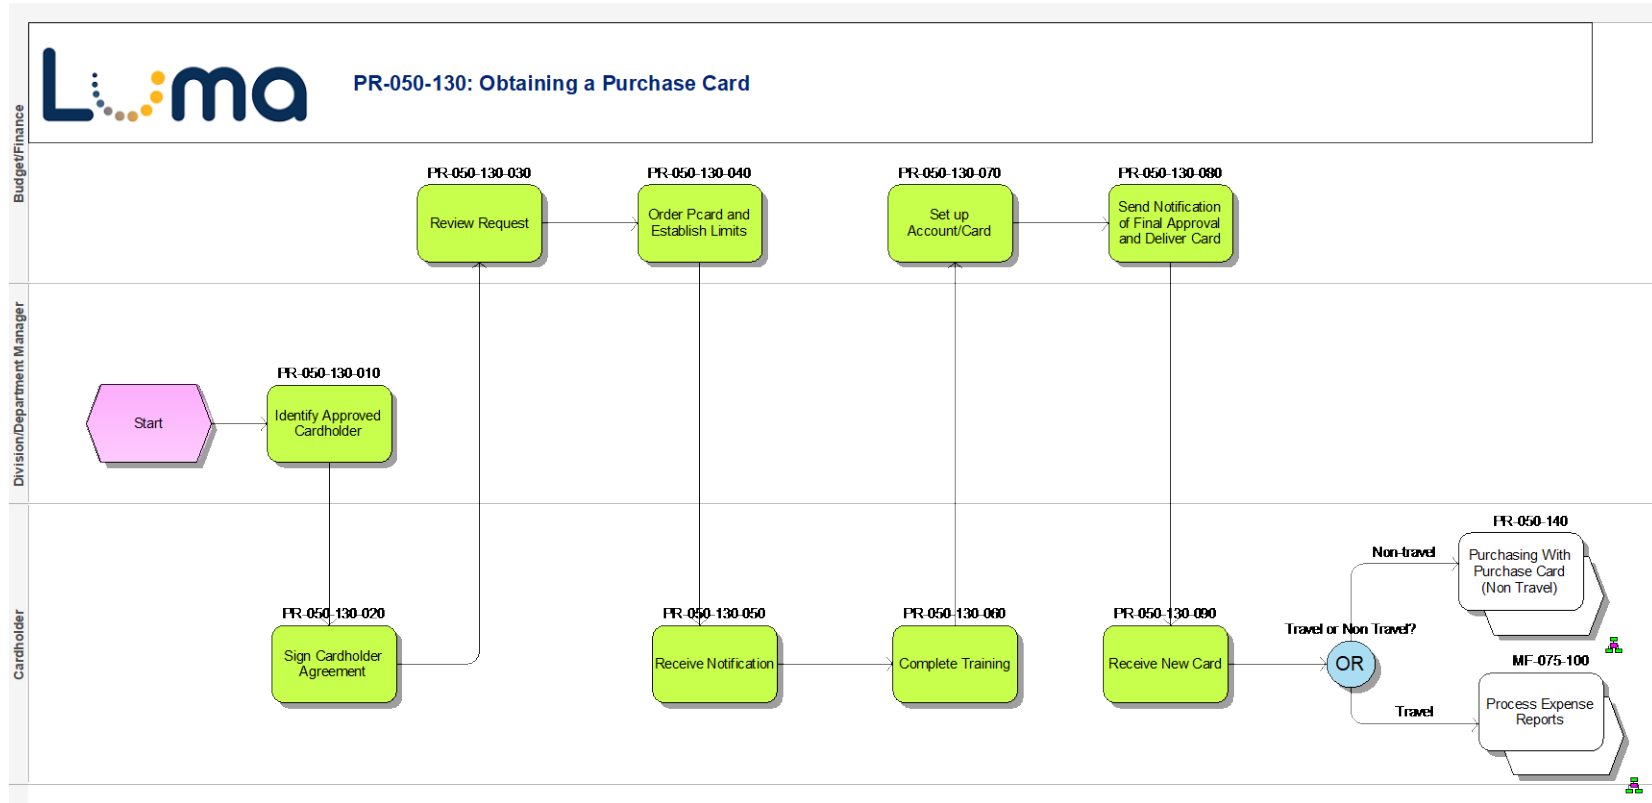 Luma
PR-050-130: Obtaining a Purchase Card
Budget/Finance
PR-050-130-030
Review Request
PR-050-130-040
Order Pcard and
Establish Limits
PR-050-130-070
Set up
Account/Card
PR-050-130-080
Send Notification
of Final Approval
and Deliver Card
Division/Department Manager
Start
PR-050-130-010
Identify Approved
Cardholder
Cardholder
PR-050-130-020
Sign Cardholder
Agreement
PR-050-130-050
Receive Notification
PR-050-130-060
Complete Training
PR-050-130-090
Receive New Card
Travel or Non Travel?
OR
Non-travel
PR-050-140
Purchasing With
Purchase Card
(Non Travel)
Travel
MF-075-100
Process Expense
Reports